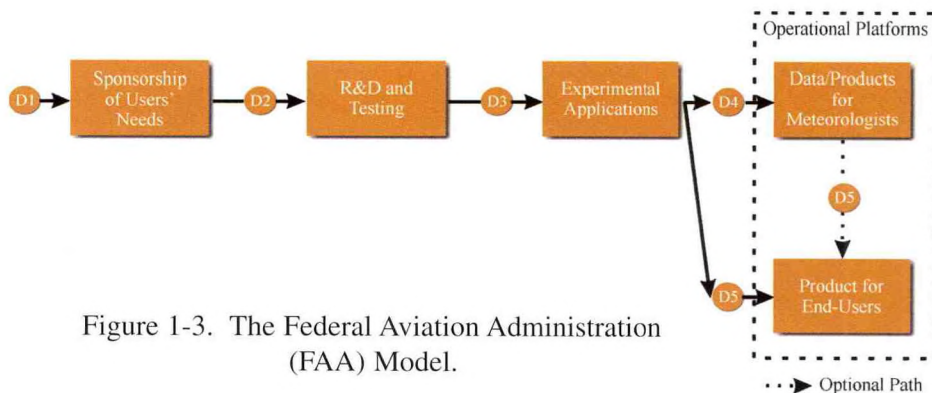 Operational Platforms
D1
Sponsorship
of Users'
Needs
D2
R&D and
Testing
D3
Experimental
Applications
D4
Data/Products
for
Meteorologists
D5
D5
Product for
End-Users
Figure 1-3. The Federal Aviation Administration
(FAA) Model.
Optional Path